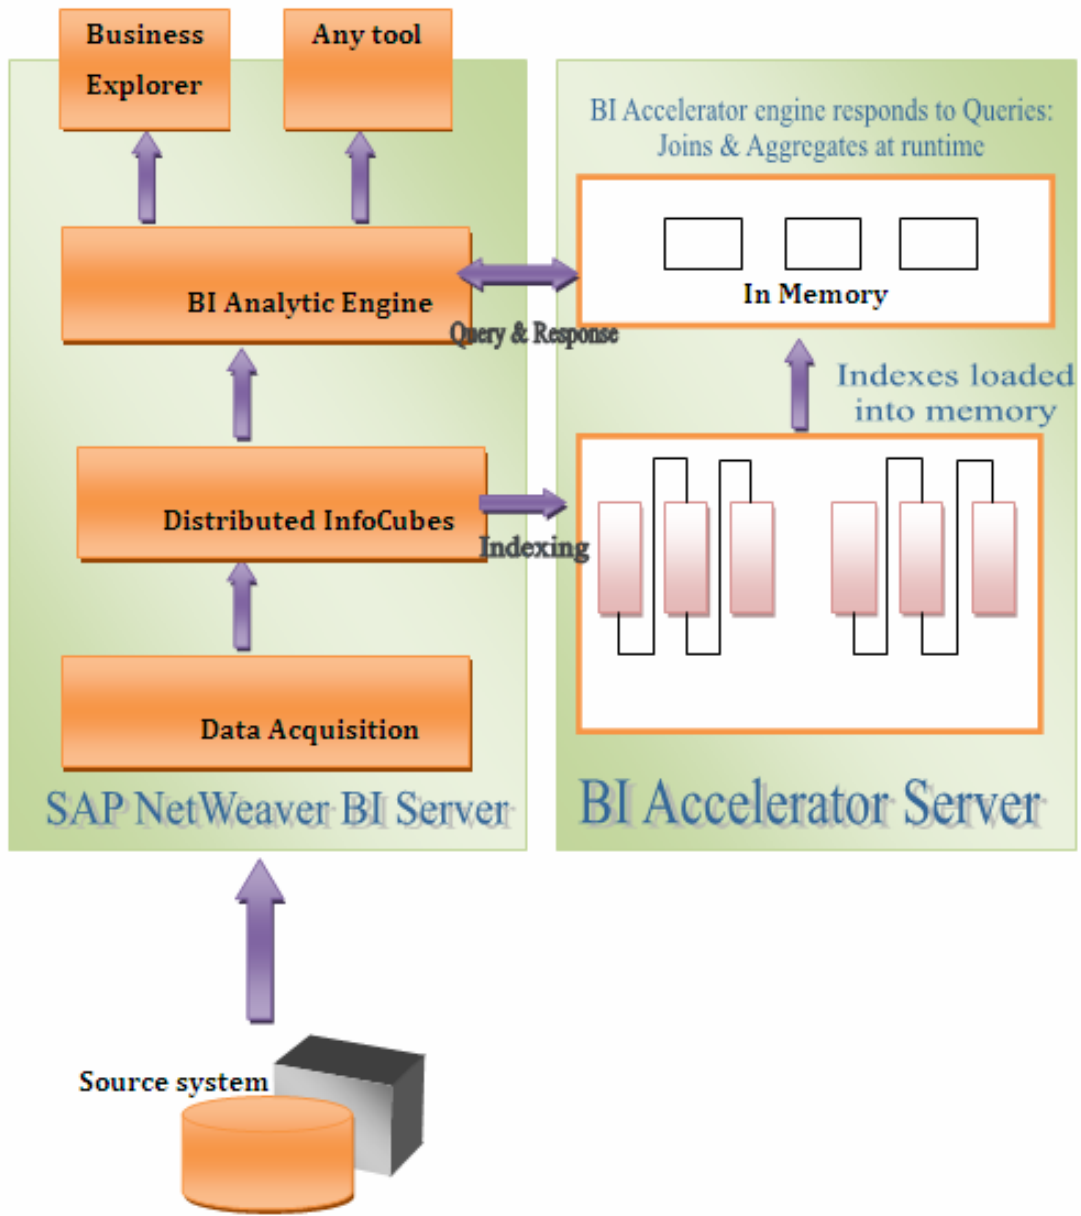 Business
Explorer
Any tool
BI Accelerator engine responds to Queries:
Joins & Aggregates at runtime
BI Analytic Engine
In Memory
Query & Response
Indexes loaded
into memory
Distributed InfoCubes
Indexing
Data Acquisition
SAP NetWeaver BI Server
BI Accelerator Server
Source system